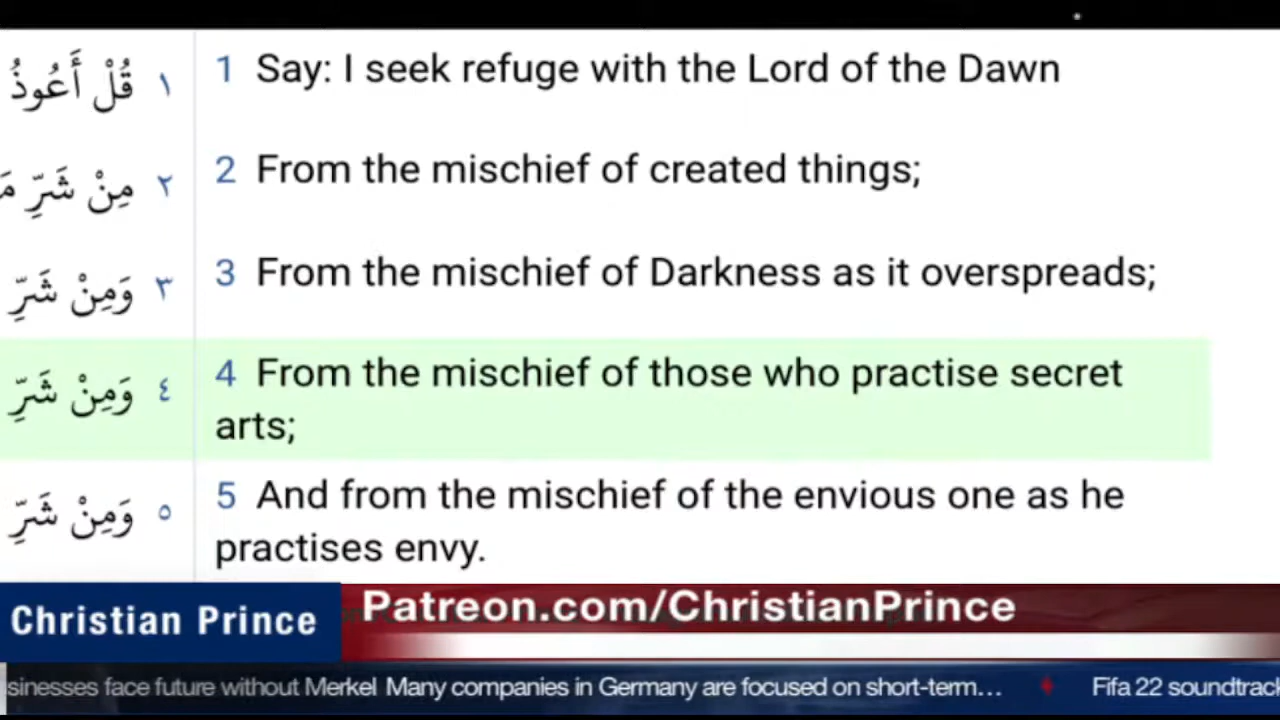 قُلْ أَعُوذُ ١
1 Say: I seek refuge with the Lord of the Dawn
مِنْ شَرِّ ٢
2 From the mischief of created things;
وَمِنْ شَرِّ ٣
3 From the mischief of Darkness as it overspreads;
وَمِنْ شَرِّ ٤
4 From the mischief of those who practise secret
arts;
وَمِنْ شَرِّ ٥
5 And from the mischief of the envious one as he
practises envy.
Christian Prince
Patreon.com/ChristianPrince
sinesses face future without Merkel Many companies in Germany are focused on short-term… Fifa 22 soundtrack